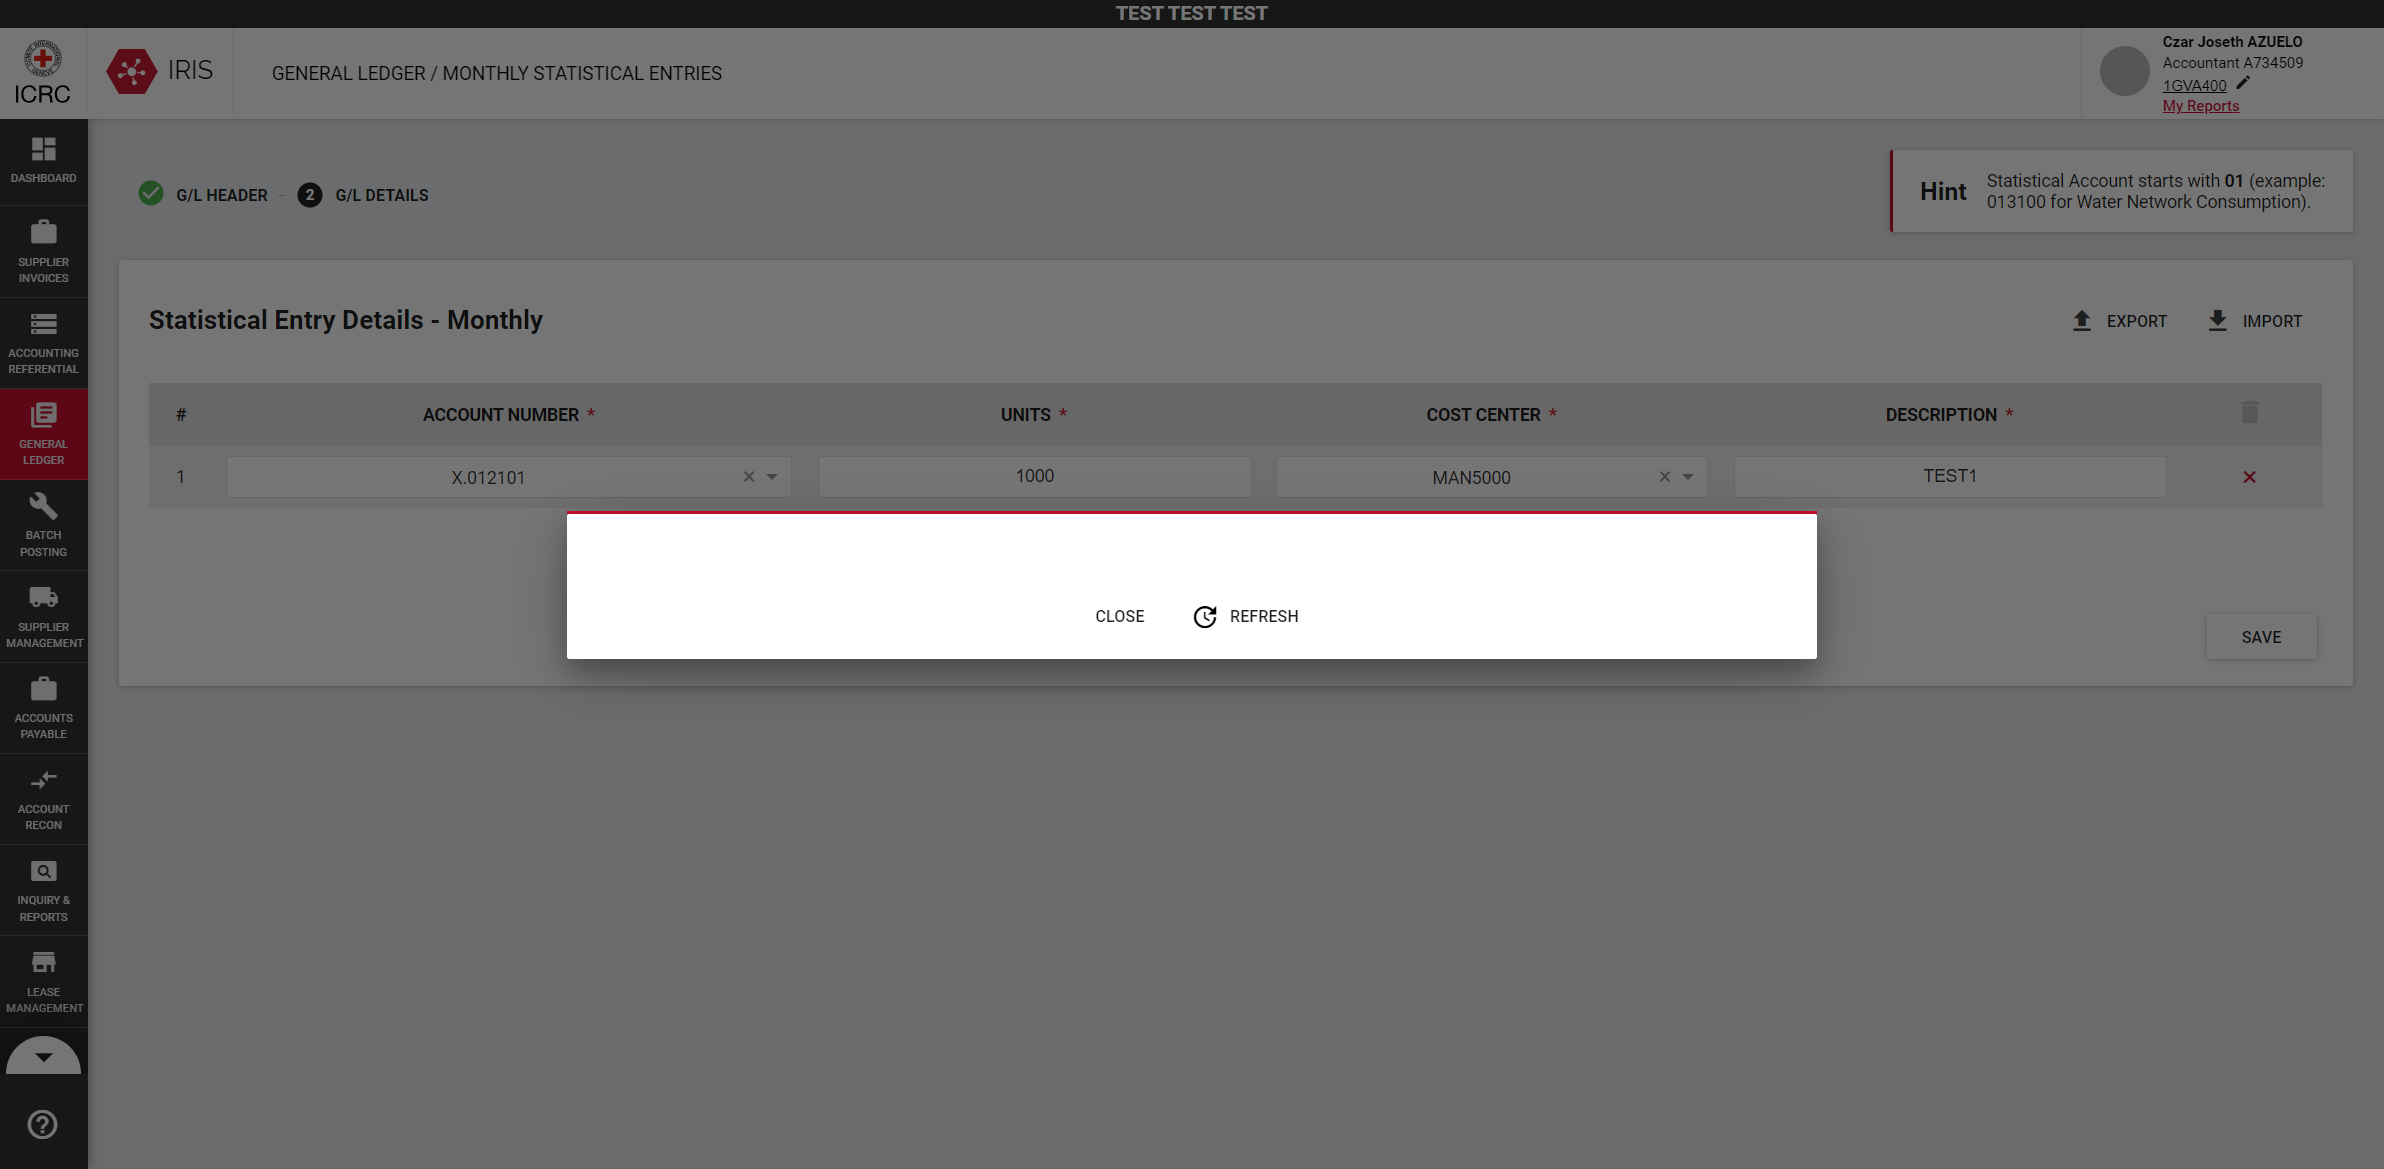 TEST TEST TEST
ICRC
IRIS
GENERAL LEDGER / MONTHLY STATISTICAL ENTRIES
Czar Joseth AZUELO
Accountant A734509
1GVA400
My Reports
DASHBOARD
SUPPLIER
INVOICES
ACCOUNTING
REFERENTIAL
GENERAL
LEDGER
BATCH
POSTING
SUPPLIER
MANAGEMENT
ACCOUNTS
PAYABLE
ACCOUNT
RECON
INQUIRY &
REPORTS
LEASE
MANAGEMENT
G/L HEADER
2 G/L DETAILS
Hint
Statistical Account starts with 01 (example:
013100 for Water Network Consumption).
Statistical Entry Details - Monthly
EXPORT
IMPORT
# ACCOUNT NUMBER * UNITS * COST CENTER * DESCRIPTION *
1 X.012101 1000 MAN5000 TEST1
CLOSE REFRESH
SAVE